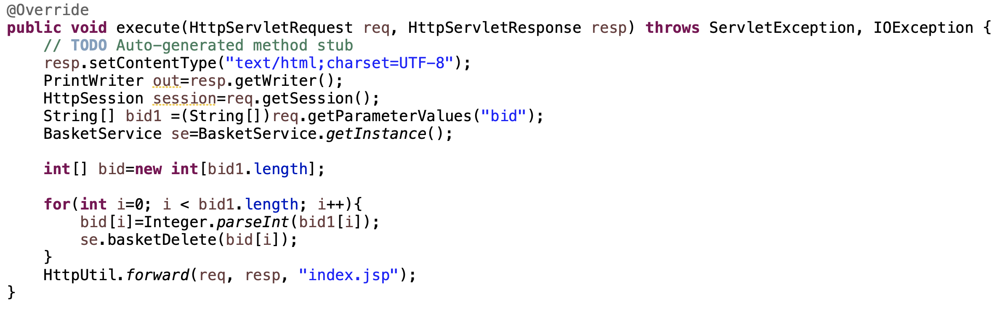 @Override
public void execute(HttpServletRequest req, HttpServletResponse resp) throws ServletException, IOException {
    // TODO Auto-generated method stub
    resp.setContentType("text/html;charset=UTF-8");
    PrintWriter out=resp.getWriter();
    HttpSession session=req.getSession();
    String[] bid1 =(String[])req.getParameterValues("bid");
    BasketService se=BasketService.getInstance();

    int[] bid=new int[bid1.length];

    for(int i=0; i < bid1.length; i++){
        bid[i]=Integer.parseInt(bid1[i]);
        se.basketDelete(bid[i]);
    }
    HttpUtil.forward(req, resp, "index.jsp");
}